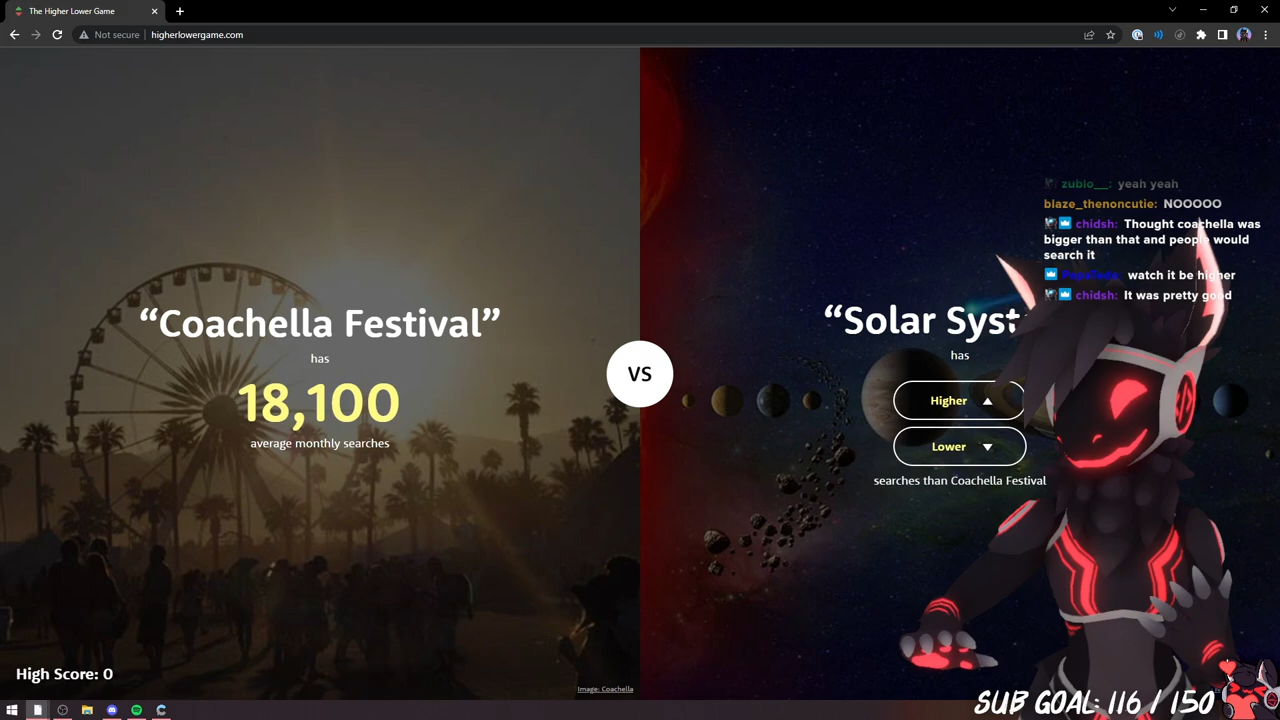 The Higher Lower Game
Not secure
higherlowergame.com
zublo__: yeah yeah
blaze_thenoncutie: NOOOOO
chidsh: Thought coachella was
bigger than that and people would
search it
watch it be higher
chidsh: It was pretty good
“Coachella Festival”
has
18,100
average monthly searches
VS
“Solar Syst
has
Higher
Lower
searches than Coachella Festival
High Score: 0
Image: Coachella
SUB GOAL: 116 / 150